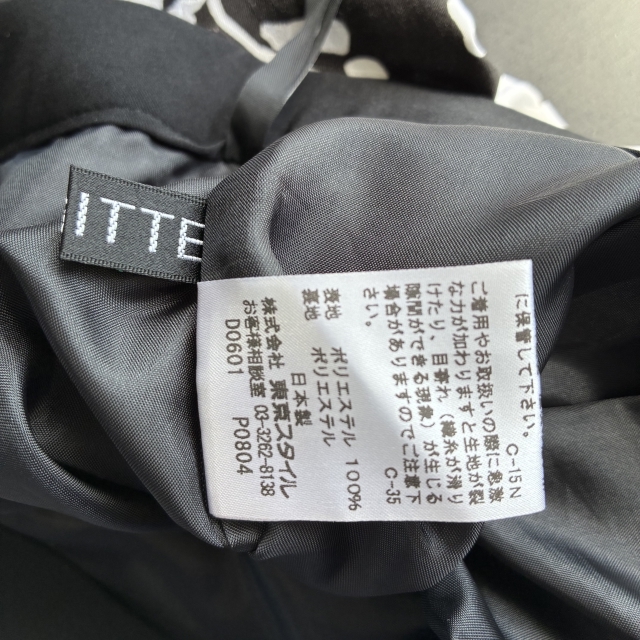 ITTE
に保管して下さい。
C-15N
ご着用やお取扱いの際に急激
な力が加わりますと生地が裂
けたり、目寄れ(縫糸が滑り
隙間ができる現象)が生じる
場合がありますのでご注意下
さい。
C-35
表地 ポリエステル 100%
裏地 ポリエステル
日本製
株式会社 東京スタイル
お客様相談室 03-3262-8138
D0601 P0804